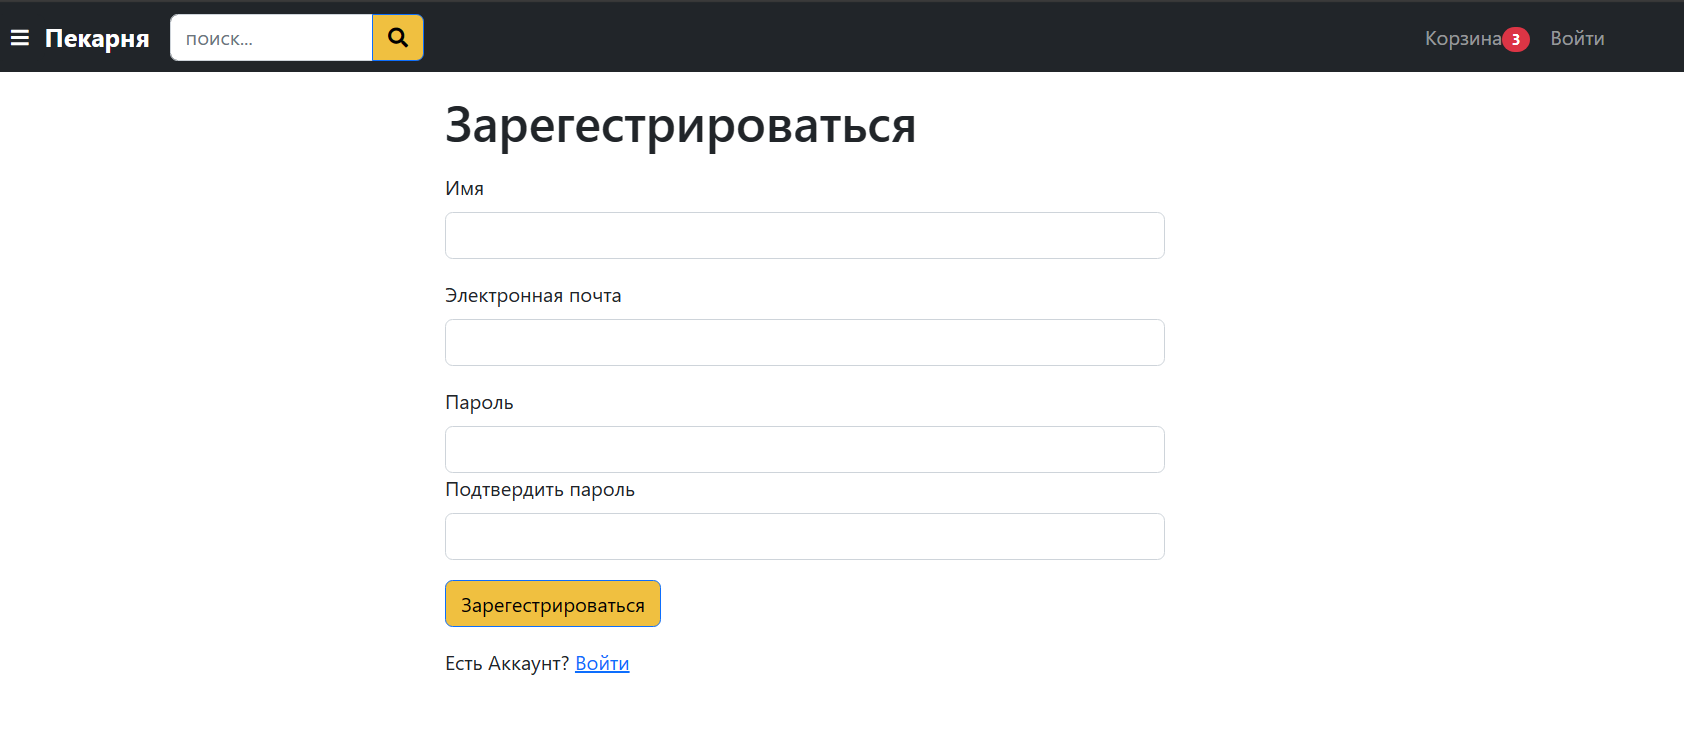 Пекарня поиск... Корзина 3 Войти
Зарегестрироваться
Имя
Электронная почта
Пароль
Подтвердить пароль
Зарегестрироваться
Есть Аккаунт? Войти